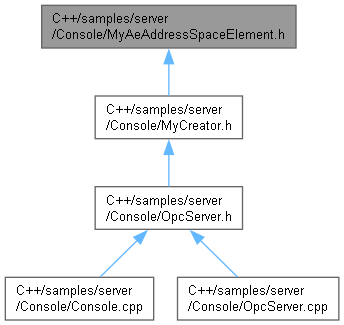 C++/samples/server
/Console/MyAeAddressSpaceElement.h
C++/samples/server
/Console/MyCreator.h
C++/samples/server
/Console/OpcServer.h
C++/samples/server
/Console/Console.cpp
C++/samples/server
/Console/OpcServer.cpp